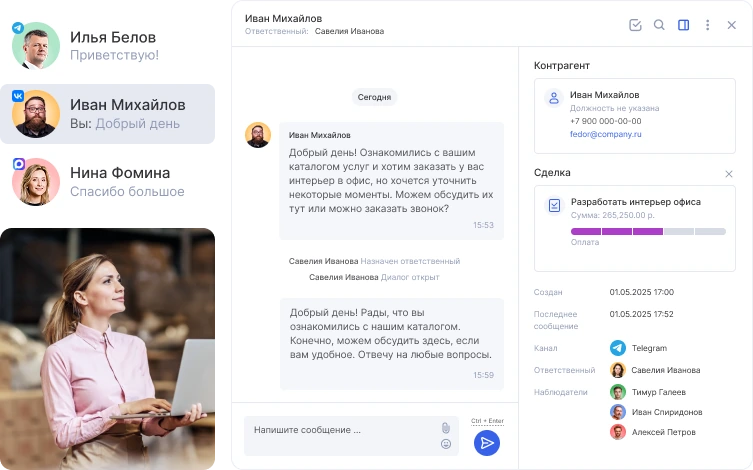 Илья Белов
Приветствую!
Иван Михайлов
Вы: Добрый день
Нина Фомина
Спасибо большое
Иван Михайлов
Ответственный: Савелия Иванова
Сегодня
Иван Михайлов
Добрый день! Ознакомились с вашим
каталогом услуг и хотим заказать у вас
интерьер в офис, но хочется уточнить
некоторые моменты. Можем обсудить их
тут или можно заказать звонок?
15:53
Савелия Иванова Назначен ответственный
Савелия Иванова Диалог открыт
Добрый день! Рады, что вы
ознакомились с нашим каталогом.
Конечно, можем обсудить здесь, если
вам удобное. Отвечу на любые вопросы.
15:59
Напишите сообщение ...
Ctrl + Enter
Контрагент
Иван Михайлов
Должность не указана
+7 900 000-00-00
fedor@company.ru
Сделка
Разработать интерьер офиса
Сумма: 265,250.00 р.
Оплата
Создан 01.05.2025 17:00
Последнее 01.05.2025 17:52
сообщение
Канал Telegram
Ответственный Савелия Иванова
Наблюдатели Тимур Галеев
Иван Спиридонов
Алексей Петров